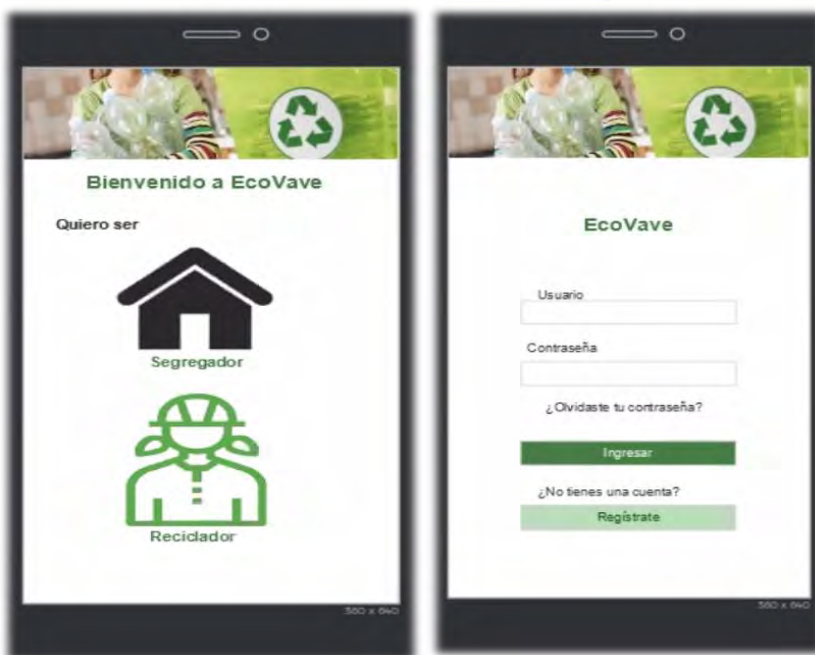 Bienvenido a EcoVave
Quiero ser
Segregador
Reciclador
360 x 640
EcoVave
Usuario
Contraseña
¿Olvidaste tu contraseña?
Ingresar
¿No tienes una cuenta?
Regístrate
360 x 640